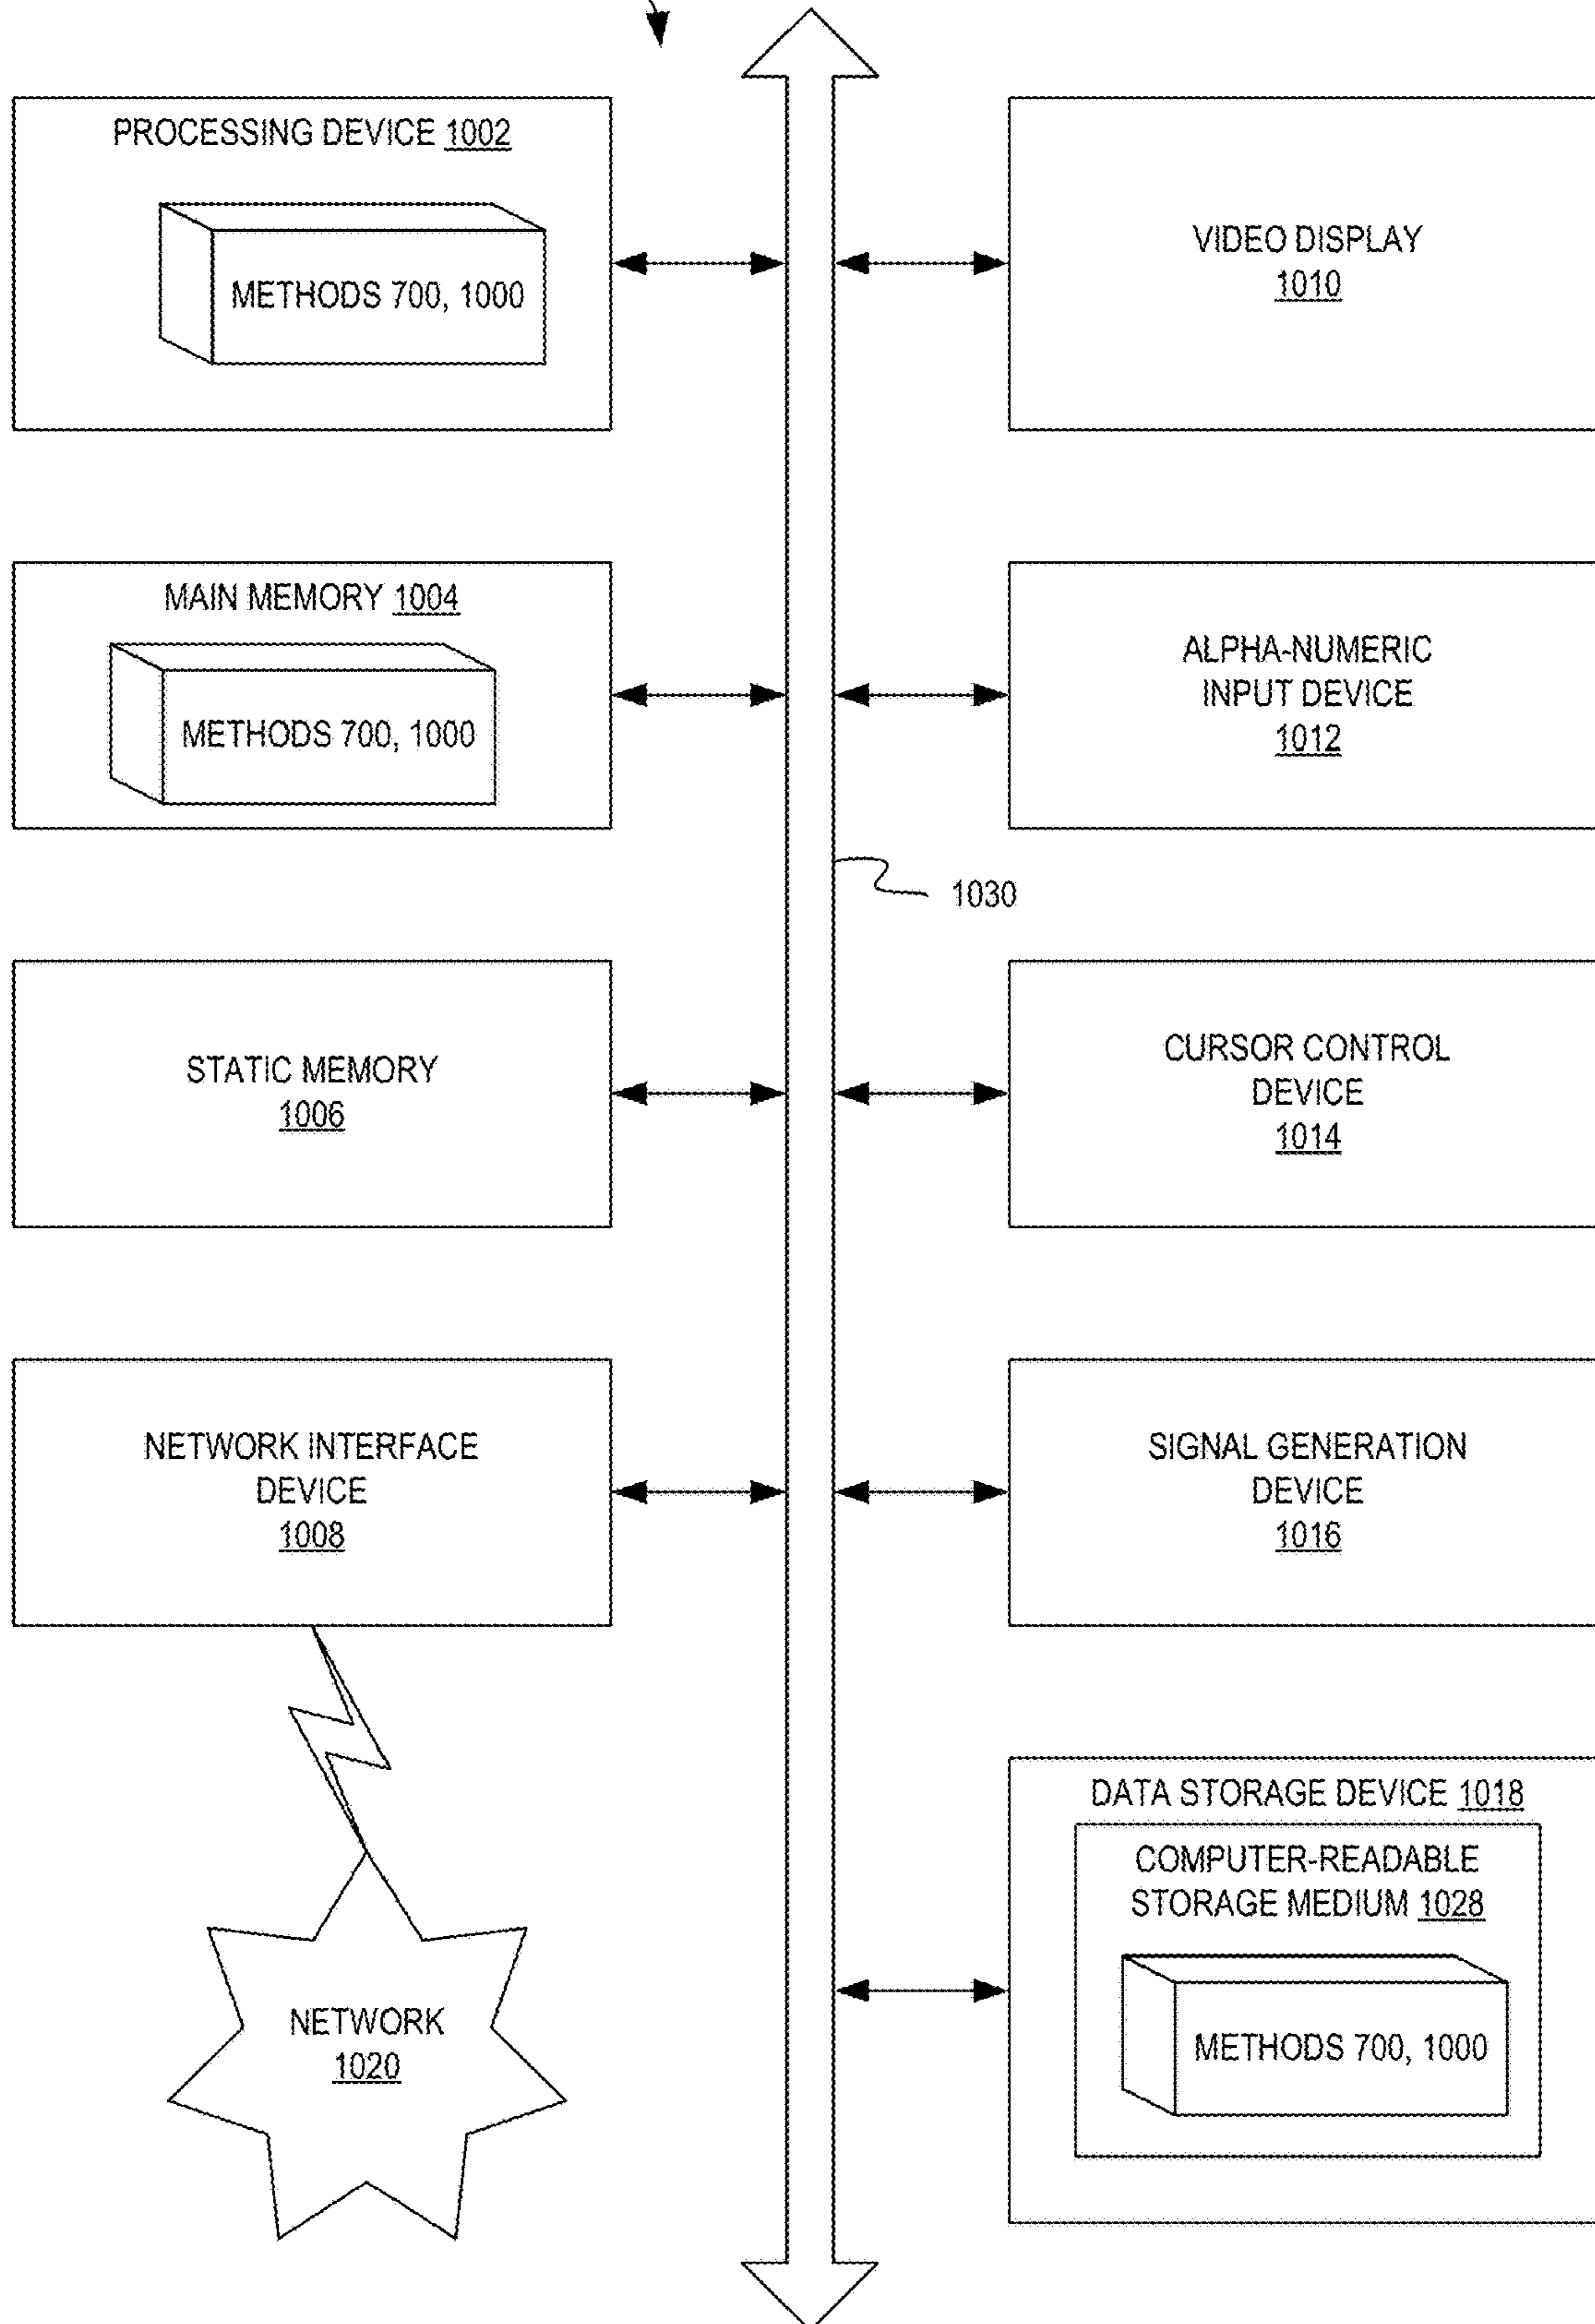 PROCESSING DEVICE 1002
METHODS 700, 1000
VIDEO DISPLAY
1010
MAIN MEMORY 1004
METHODS 700, 1000
ALPHA-NUMERIC
INPUT DEVICE
1012
1030
STATIC MEMORY
1006
CURSOR CONTROL
DEVICE
1014
NETWORK INTERFACE
DEVICE
1008
SIGNAL GENERATION
DEVICE
1016
DATA STORAGE DEVICE 1018
COMPUTER-READABLE
STORAGE MEDIUM 1028
METHODS 700, 1000
NETWORK
1020